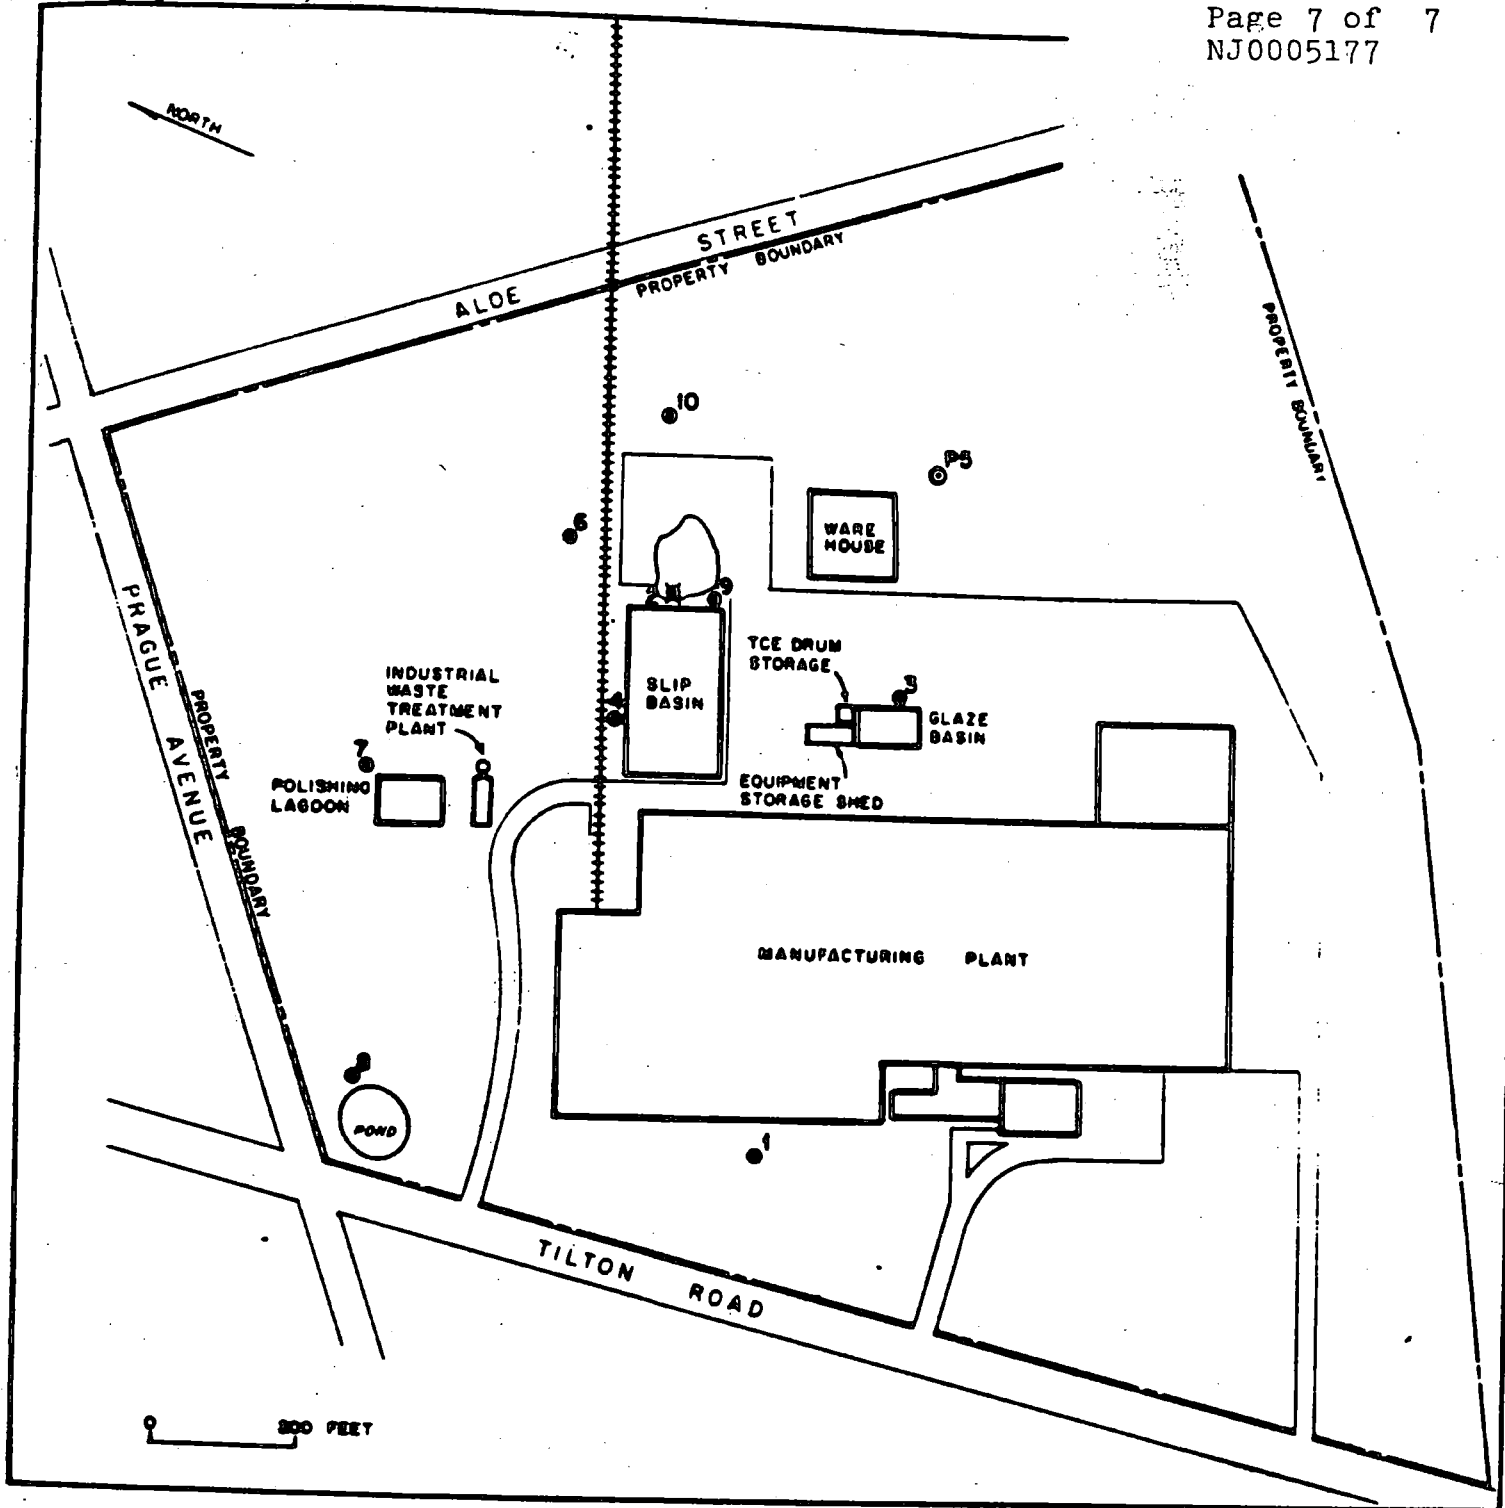 Page 7 of 7
NJ0005177
NORTH
ALOE STREET
PROPERTY BOUNDARY
PROPERTY BOUNDARY
10
P5
6
WARE
HOUSE
9
PRAGUE AVENUE
PROPERTY BOUNDARY
INDUSTRIAL
WASTE
TREATMENT
PLANT
SLIP
BASIN
4
TCE DRUM
STORAGE
3
GLAZE
BASIN
7
POLISHING
LAGOON
EQUIPMENT
STORAGE SHED
MANUFACTURING PLANT
POND
1
TILTON ROAD
0
FEET